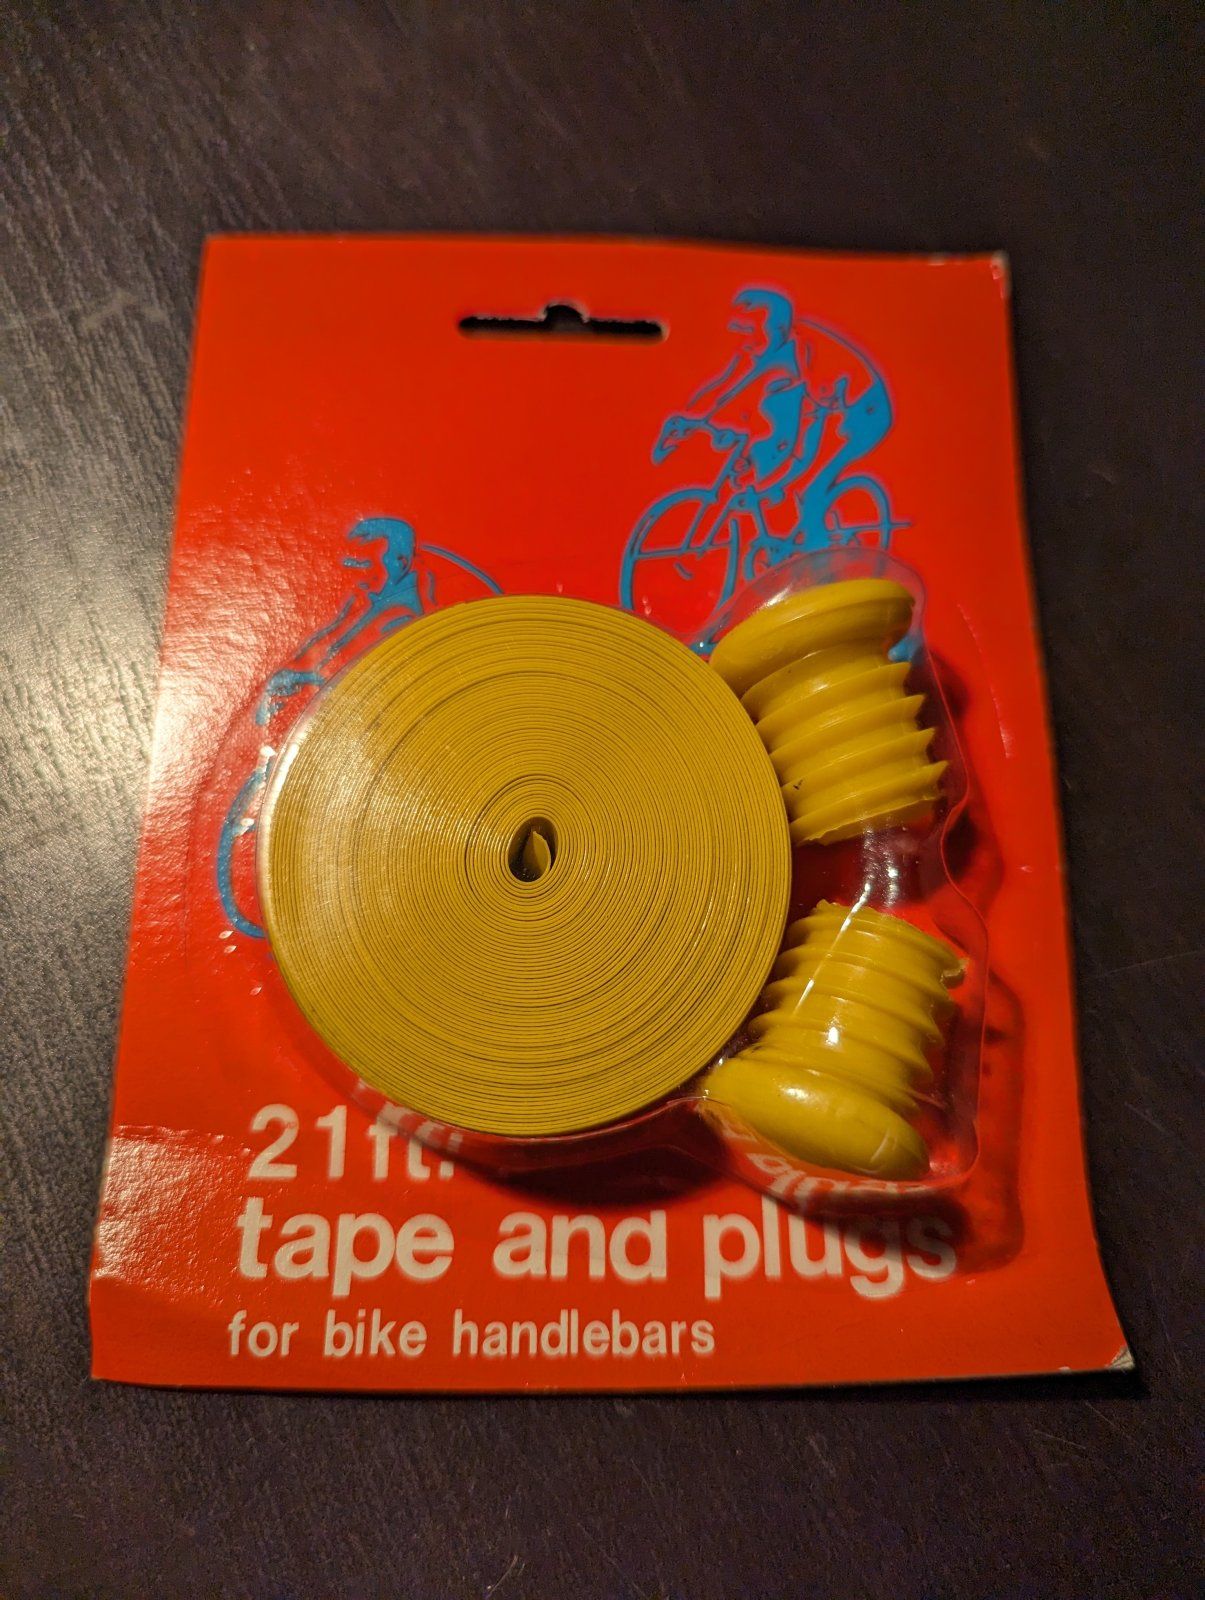 21ft.
tape and plugs
for bike handlebars